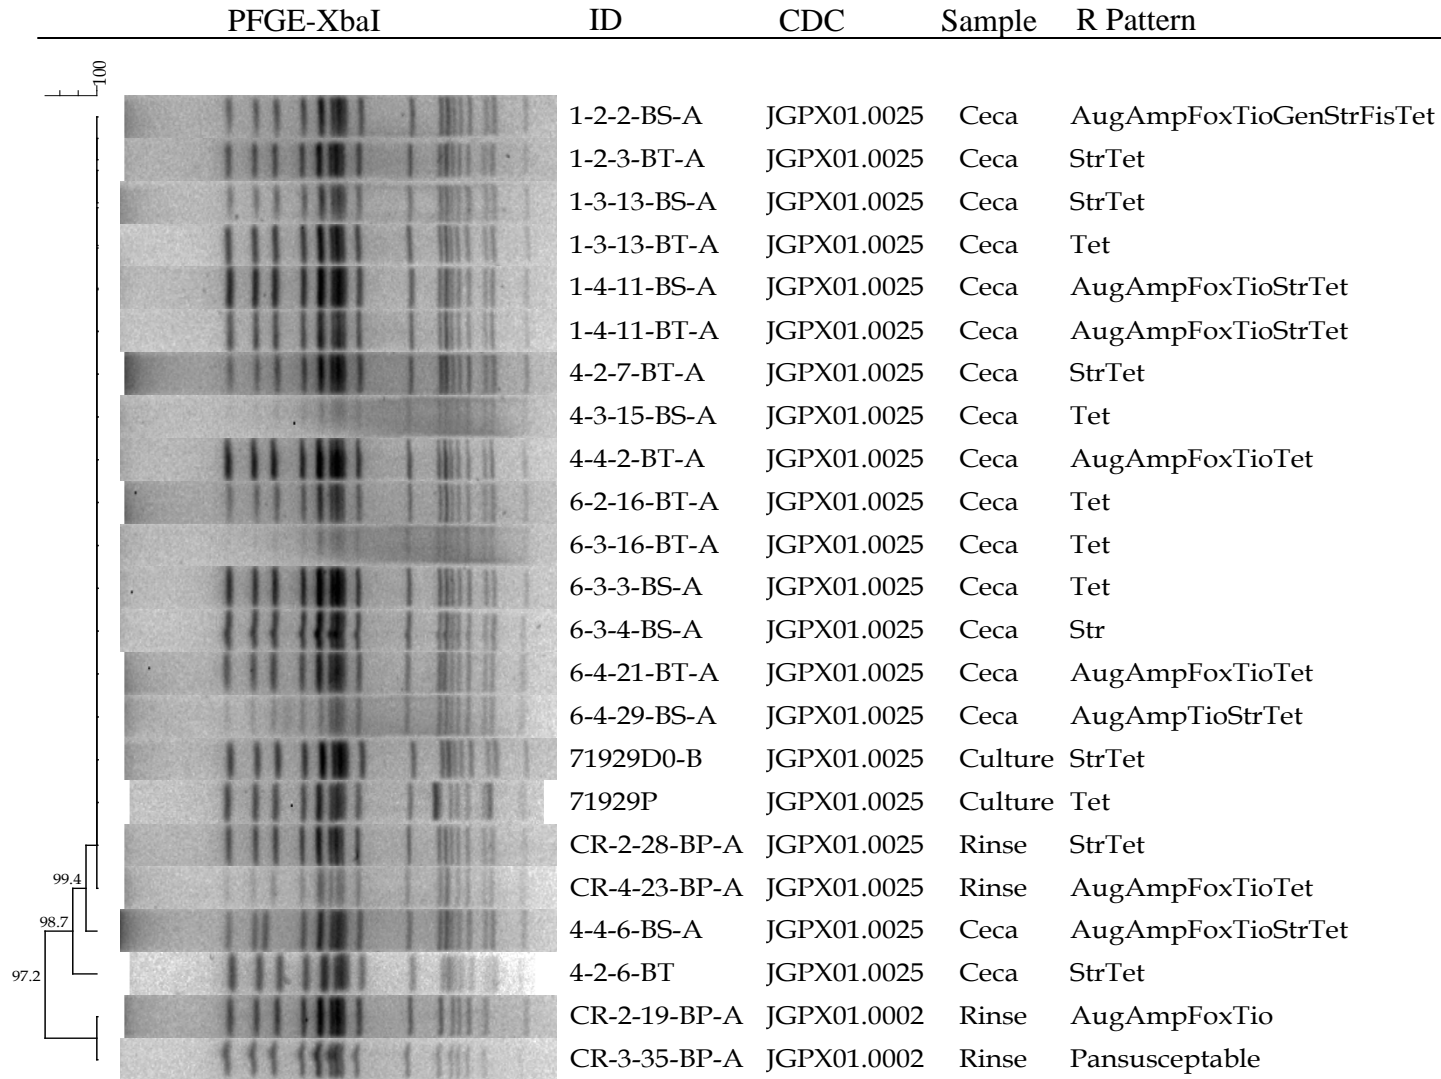 PFGE-XbaI ID CDC Sample R Pattern
100
1-2-2-BS-A JGPX01.0025 Ceca AugAmpFoxTioGenStrFisTet
1-2-3-BT-A JGPX01.0025 Ceca StrTet
1-3-13-BS-A JGPX01.0025 Ceca StrTet
1-3-13-BT-A JGPX01.0025 Ceca Tet
1-4-11-BS-A JGPX01.0025 Ceca AugAmpFoxTioStrTet
1-4-11-BT-A JGPX01.0025 Ceca AugAmpFoxTioStrTet
4-2-7-BT-A JGPX01.0025 Ceca StrTet
4-3-15-BS-A JGPX01.0025 Ceca Tet
4-4-2-BT-A JGPX01.0025 Ceca AugAmpFoxTioTet
6-2-16-BT-A JGPX01.0025 Ceca Tet
6-3-16-BT-A JGPX01.0025 Ceca Tet
6-3-3-BS-A JGPX01.0025 Ceca Tet
6-3-4-BS-A JGPX01.0025 Ceca Str
6-4-21-BT-A JGPX01.0025 Ceca AugAmpFoxTioTet
6-4-29-BS-A JGPX01.0025 Ceca AugAmpTioStrTet
71929D0-B JGPX01.0025 Culture StrTet
71929P JGPX01.0025 Culture Tet
CR-2-28-BP-A JGPX01.0025 Rinse StrTet
99.4 CR-4-23-BP-A JGPX01.0025 Rinse AugAmpFoxTioTet
98.7 4-4-6-BS-A JGPX01.0025 Ceca AugAmpFoxTioStrTet
97.2 4-2-6-BT JGPX01.0025 Ceca StrTet
CR-2-19-BP-A JGPX01.0002 Rinse AugAmpFoxTio
CR-3-35-BP-A JGPX01.0002 Rinse Pansusceptable